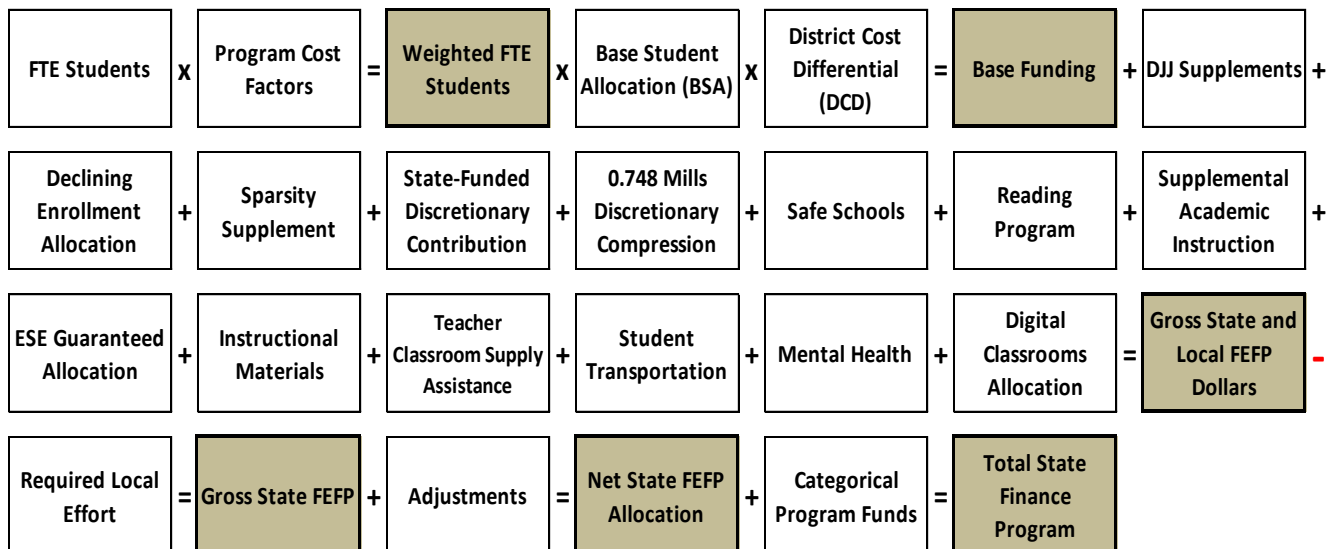 FTE Students
x
Program Cost
Factors
=
Weighted FTE
Students
x
Base Student
Allocation (BSA)
x
District Cost
Differential
(DCD)
=
Base Funding
+
DJJ Supplements
+
Declining
Enrollment
Allocation
+
Sparsity
Supplement
+
State-Funded
Discretionary
Contribution
+
0.748 Mills
Discretionary
Compression
+
Safe Schools
+
Reading
Program
+
Supplemental
Academic
Instruction
+
ESE Guaranteed
Allocation
+
Instructional
Materials
+
Teacher
Classroom Supply
Assistance
+
Student
Transportation
+
Mental Health
+
Digital
Classrooms
Allocation
=
Gross State and
Local FEFP
Dollars
-
Required Local
Effort
=
Gross State FEFP
+
Adjustments
=
Net State FEFP
Allocation
+
Categorical
Program Funds
=
Total State
Finance
Program